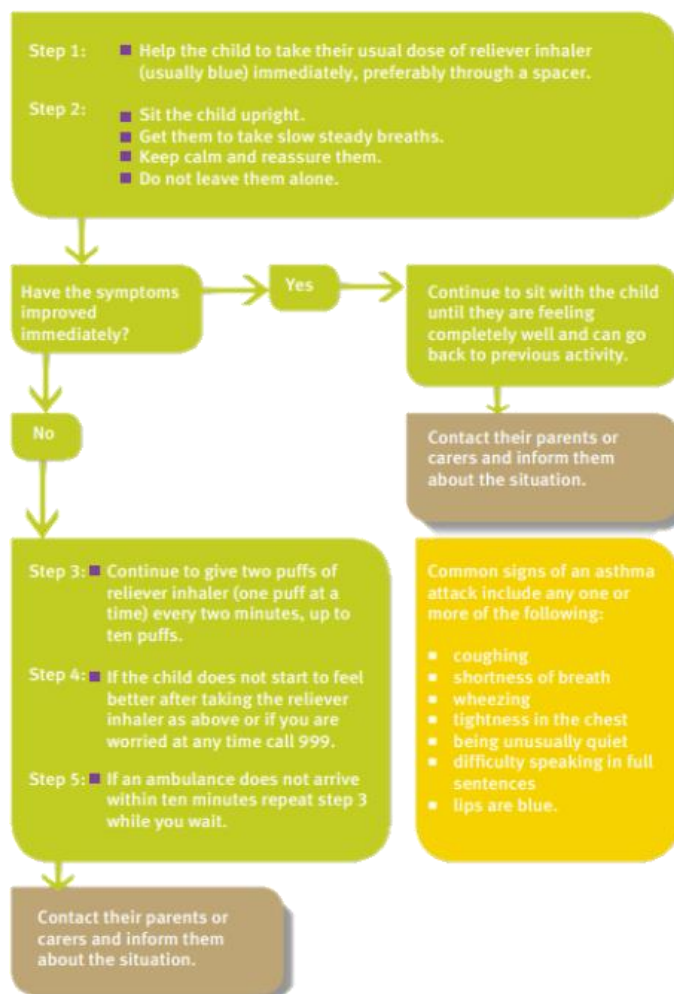 Step 1: ■ Help the child to take their usual dose of reliever inhaler
(usually blue) immediately, preferably through a spacer.
Step 2: ■ Sit the child upright.
■ Get them to take slow steady breaths.
■ Keep calm and reassure them.
■ Do not leave them alone.
Have the symptoms
improved
immediately?
Yes
Continue to sit with the child
until they are feeling
completely well and can go
back to previous activity.
Contact their parents or
carers and inform them
about the situation.
No
Step 3: ■ Continue to give two puffs of
reliever inhaler (one puff at a
time) every two minutes, up to
ten puffs.
Step 4: ■ If the child does not start to feel
better after taking the reliever
inhaler as above or if you are
worried at any time call 999.
Step 5: ■ If an ambulance does not arrive
within ten minutes repeat step 3
while you wait.
Common signs of an asthma
attack include any one or
more of the following:
■ coughing
■ shortness of breath
■ wheezing
■ tightness in the chest
■ being unusually quiet
■ difficulty speaking in full
sentences
■ lips are blue.
Contact their parents or
carers and inform them
about the situation.